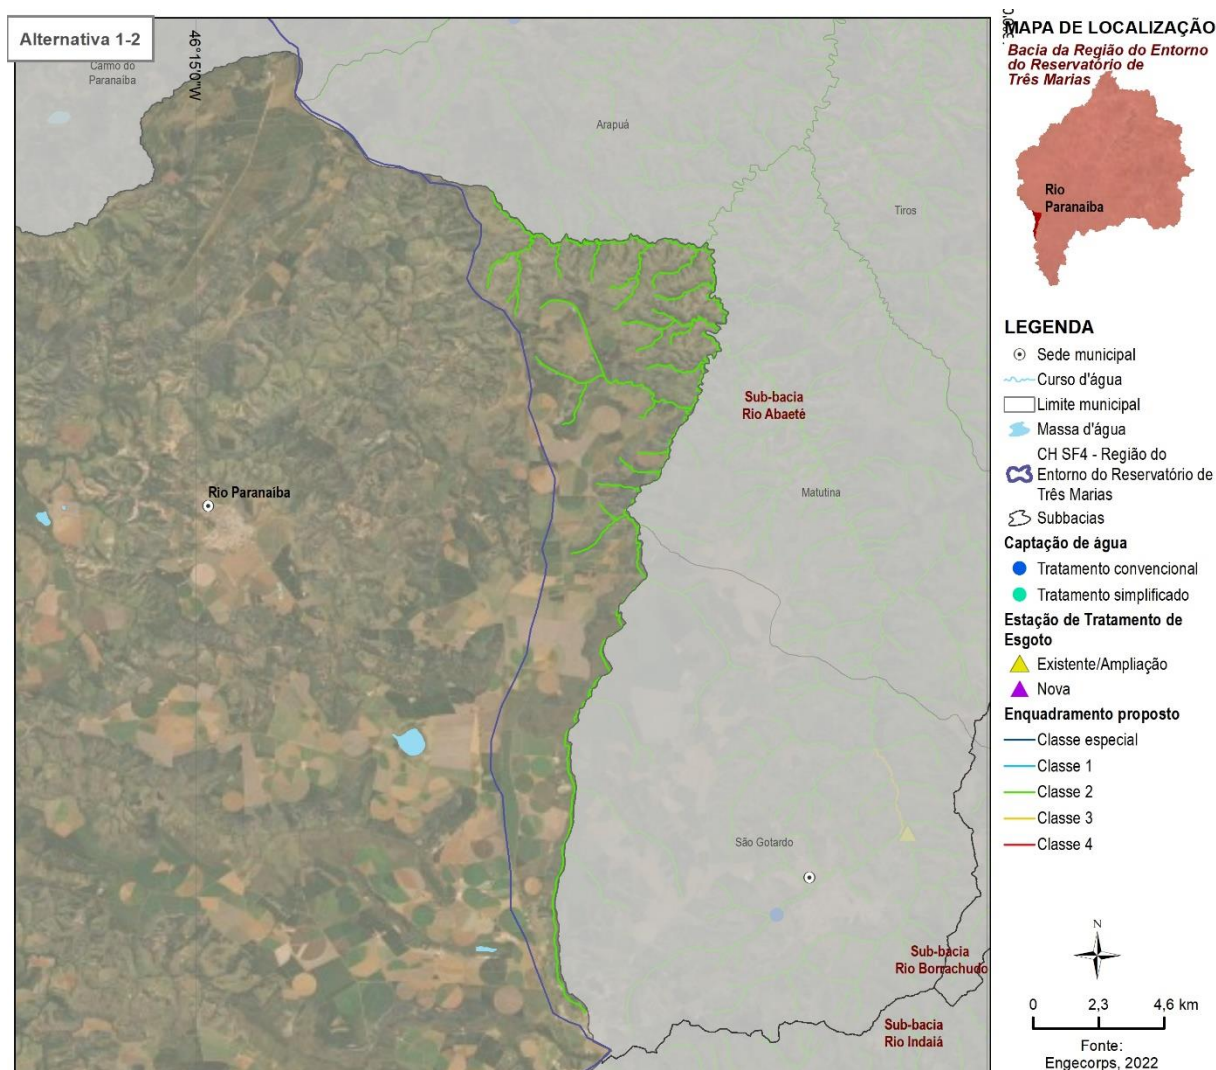 Alternativa 1-2
46°15'0"W
Carmo do
Paranaíba
Arapuá
Tiros
Sub-bacia
Rio Abaeté
Rio Paranaíba
Matutina
São Gotardo
Sub-bacia
Rio Borrachudo
Sub-bacia
Rio Indaiá
MAPA DE LOCALIZAÇÃO
Bacia da Região do Entorno
do Reservatório de
Três Marias
Rio
Paranaíba
LEGENDA
Sede municipal
Curso d'água
Limite municipal
Massa d'água
CH SF4 - Região do
Entorno do Reservatório de
Três Marias
Subbacias
Captação de água
Tratamento convencional
Tratamento simplificado
Estação de Tratamento de
Esgoto
Existente/Ampliação
Nova
Enquadramento proposto
Classe especial
Classe 1
Classe 2
Classe 3
Classe 4
N
0 2,3 4,6 km
Fonte:
Engecorps, 2022